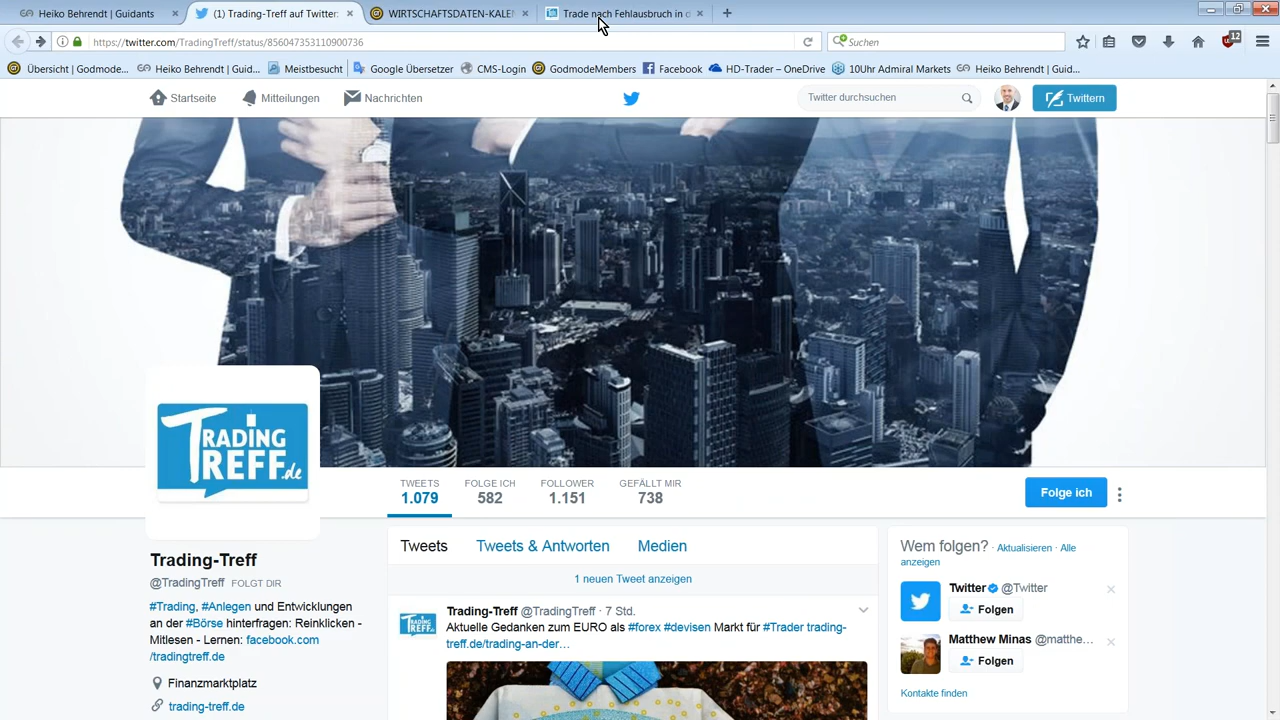 Heiko Behrendt | Guidants
(1) Trading-Treff auf Twitter:
WIRTSCHAFTSDATEN-KALEN
Trade nach Fehlausbruch in d
https://twitter.com/TradingTreff/status/856047353110900736
Suchen
12
Übersicht | Godmode...
Heiko Behrendt | Guid...
Meistbesucht
Google Übersetzer
CMS-Login
GodmodeMembers
Facebook
HD-Trader – OneDrive
10Uhr Admiral Markets
Heiko Behrendt | Guid...
Startseite
Mitteilungen
Nachrichten
Twitter durchsuchen
Twittern
TRADING
TREFF.de
TWEETS
1.079
FOLGE ICH
582
FOLLOWER
1.151
GEFÄLLT MIR
738
Folge ich
Trading-Treff
@TradingTreff FOLGT DIR
#Trading, #Anlegen und Entwicklungen
an der #Börse hinterfragen: Reinklicken -
Mitlesen - Lernen: facebook.com
/tradingtreff.de
Finanzmarktplatz
trading-treff.de
Tweets
Tweets & Antworten
Medien
1 neuen Tweet anzeigen
TRADING
TREFF.de
Trading-Treff @TradingTreff · 7 Std.
Aktuelle Gedanken zum EURO als #forex #devisen Markt für #Trader trading-
treff.de/trading-an-der…
Wem folgen? · Aktualisieren · Alle
anzeigen
Twitter @Twitter
Folgen
Matthew Minas @matthe...
Folgen
Kontakte finden